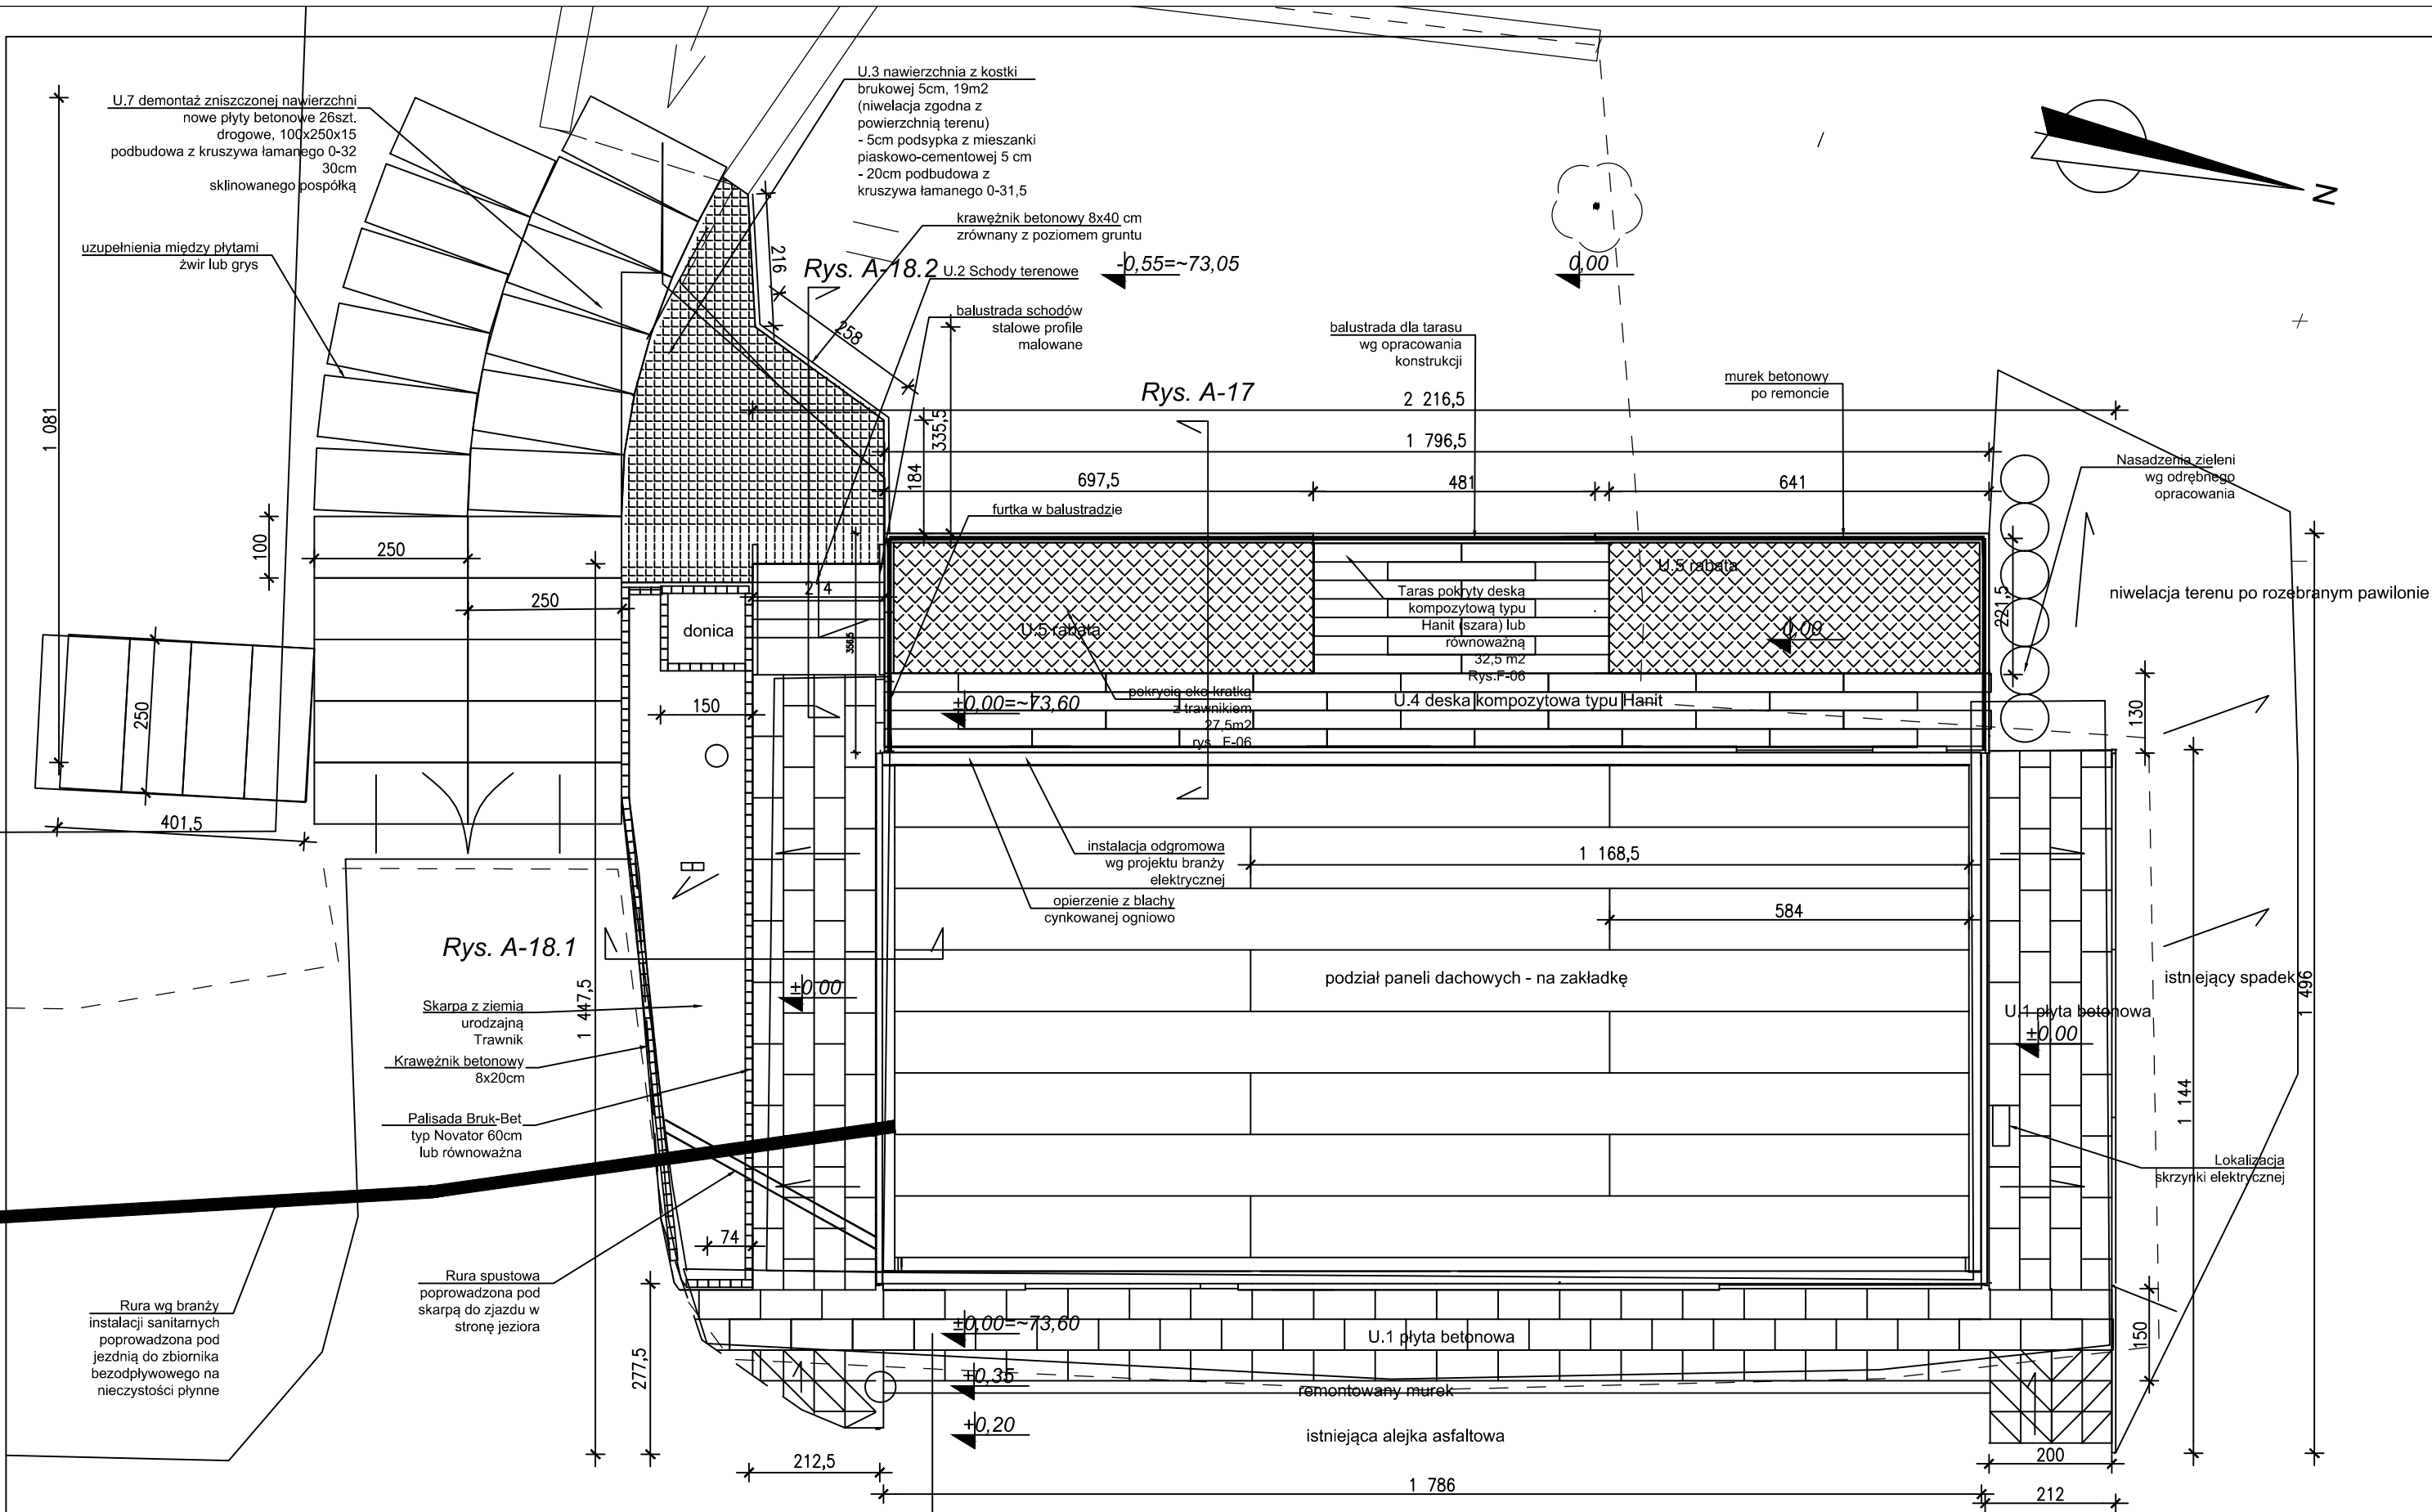 U.7 demontaż zniszczonej nawierzchni
nowe płyty betonowe 26szt.
drogowe, 100x250x15
podbudowa z kruszywa łamanego 0-32
30cm
sklinowanego pospółką
uzupełnienia między płytami
żwir lub grys
U.3 nawierzchnia z kostki
brukowej 5cm, 19m2
(niwelacja zgodna z
powierzchnią terenu)
- 5cm podsypka z mieszanki
piaskowo-cementowej 5 cm
- 20cm podbudowa z
kruszywa łamanego 0-31,5
krawężnik betonowy 8x40 cm
zrównany z poziomem gruntu
Rys. A-18.2
U.2 Schody terenowe
-0,55=~73,05
0,00
N
balustrada schodów
stalowe profile
malowane
balustrada dla tarasu
wg opracowania
konstrukcji
murek betonowy
po remoncie
Rys. A-17
216
258
335,5
184
2 216,5
1 796,5
697,5
481
641
1 081
100
250
250
250
401,5
furtka w balustradzie
Nasadzenia zieleni
wg odrębnego
opracowania
niwelacja terenu po rozebranym pawilonie
donica
214
356,5
150
U.5 rabata
U.5 rabata
0,00
221,5
130
Taras pokryty deską
kompozytową typu
Hanit (szara) lub
równoważną
32,5 m2
Rys.F-06
pokrycie eko-kratką
z trawnikiem
27,5m2
rys. F-06
±0,00=~73,60
U.4 deska kompozytowa typu Hanit
instalacja odgromowa
wg projektu branży
elektrycznej
opierzenie z blachy
cynkowanej ogniowo
1 168,5
584
podział paneli dachowych - na zakładkę
Rys. A-18.1
±0,00
Skarpa z ziemią
urodzajną
Trawnik
Krawężnik betonowy
8x20cm
Palisada Bruk-Bet
typ Novator 60cm
lub równoważna
1 447,5
74
istniejący spadek
U.1 płyta betonowa
±0,00
1 144
1 496
Lokalizacja
skrzynki elektrycznej
Rura spustowa
poprowadzona pod
skarpą do zjazdu w
stronę jeziora
Rura wg branży
instalacji sanitarnych
poprowadzona pod
jezdnią do zbiornika
bezodpływowego na
nieczystości płynne
277,5
±0,00=~73,60
U.1 płyta betonowa
+0,35
remontowany murek
+0,20
istniejąca alejka asfaltowa
150
212,5
1 786
200
212